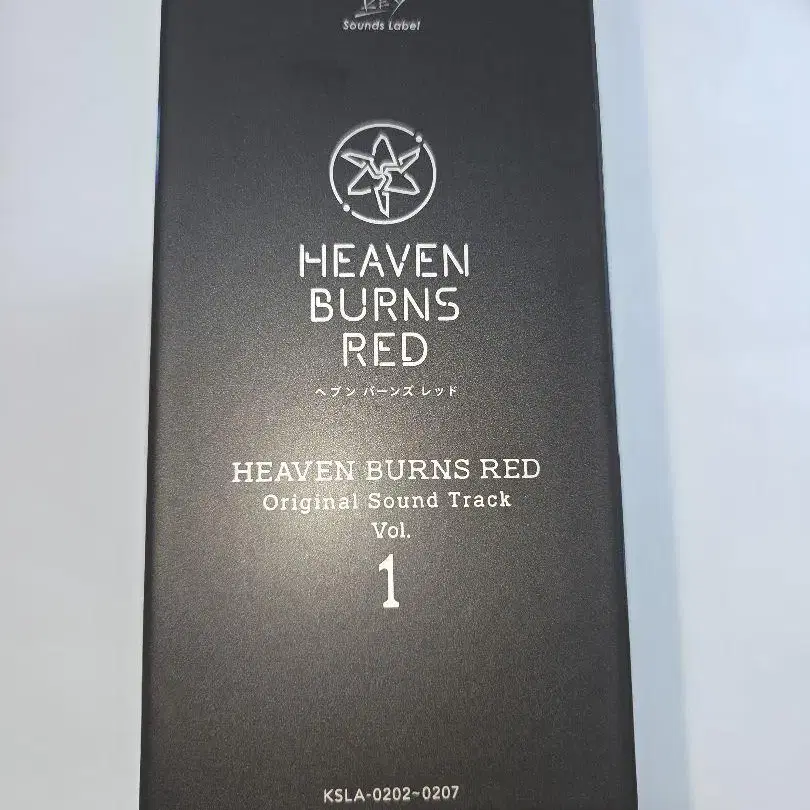 KEY
Sounds Label
HEAVEN
BURNS
RED
ヘブン バーンズ レッド
HEAVEN BURNS RED
Original Sound Track
Vol.
1
KSLA-0202~0207